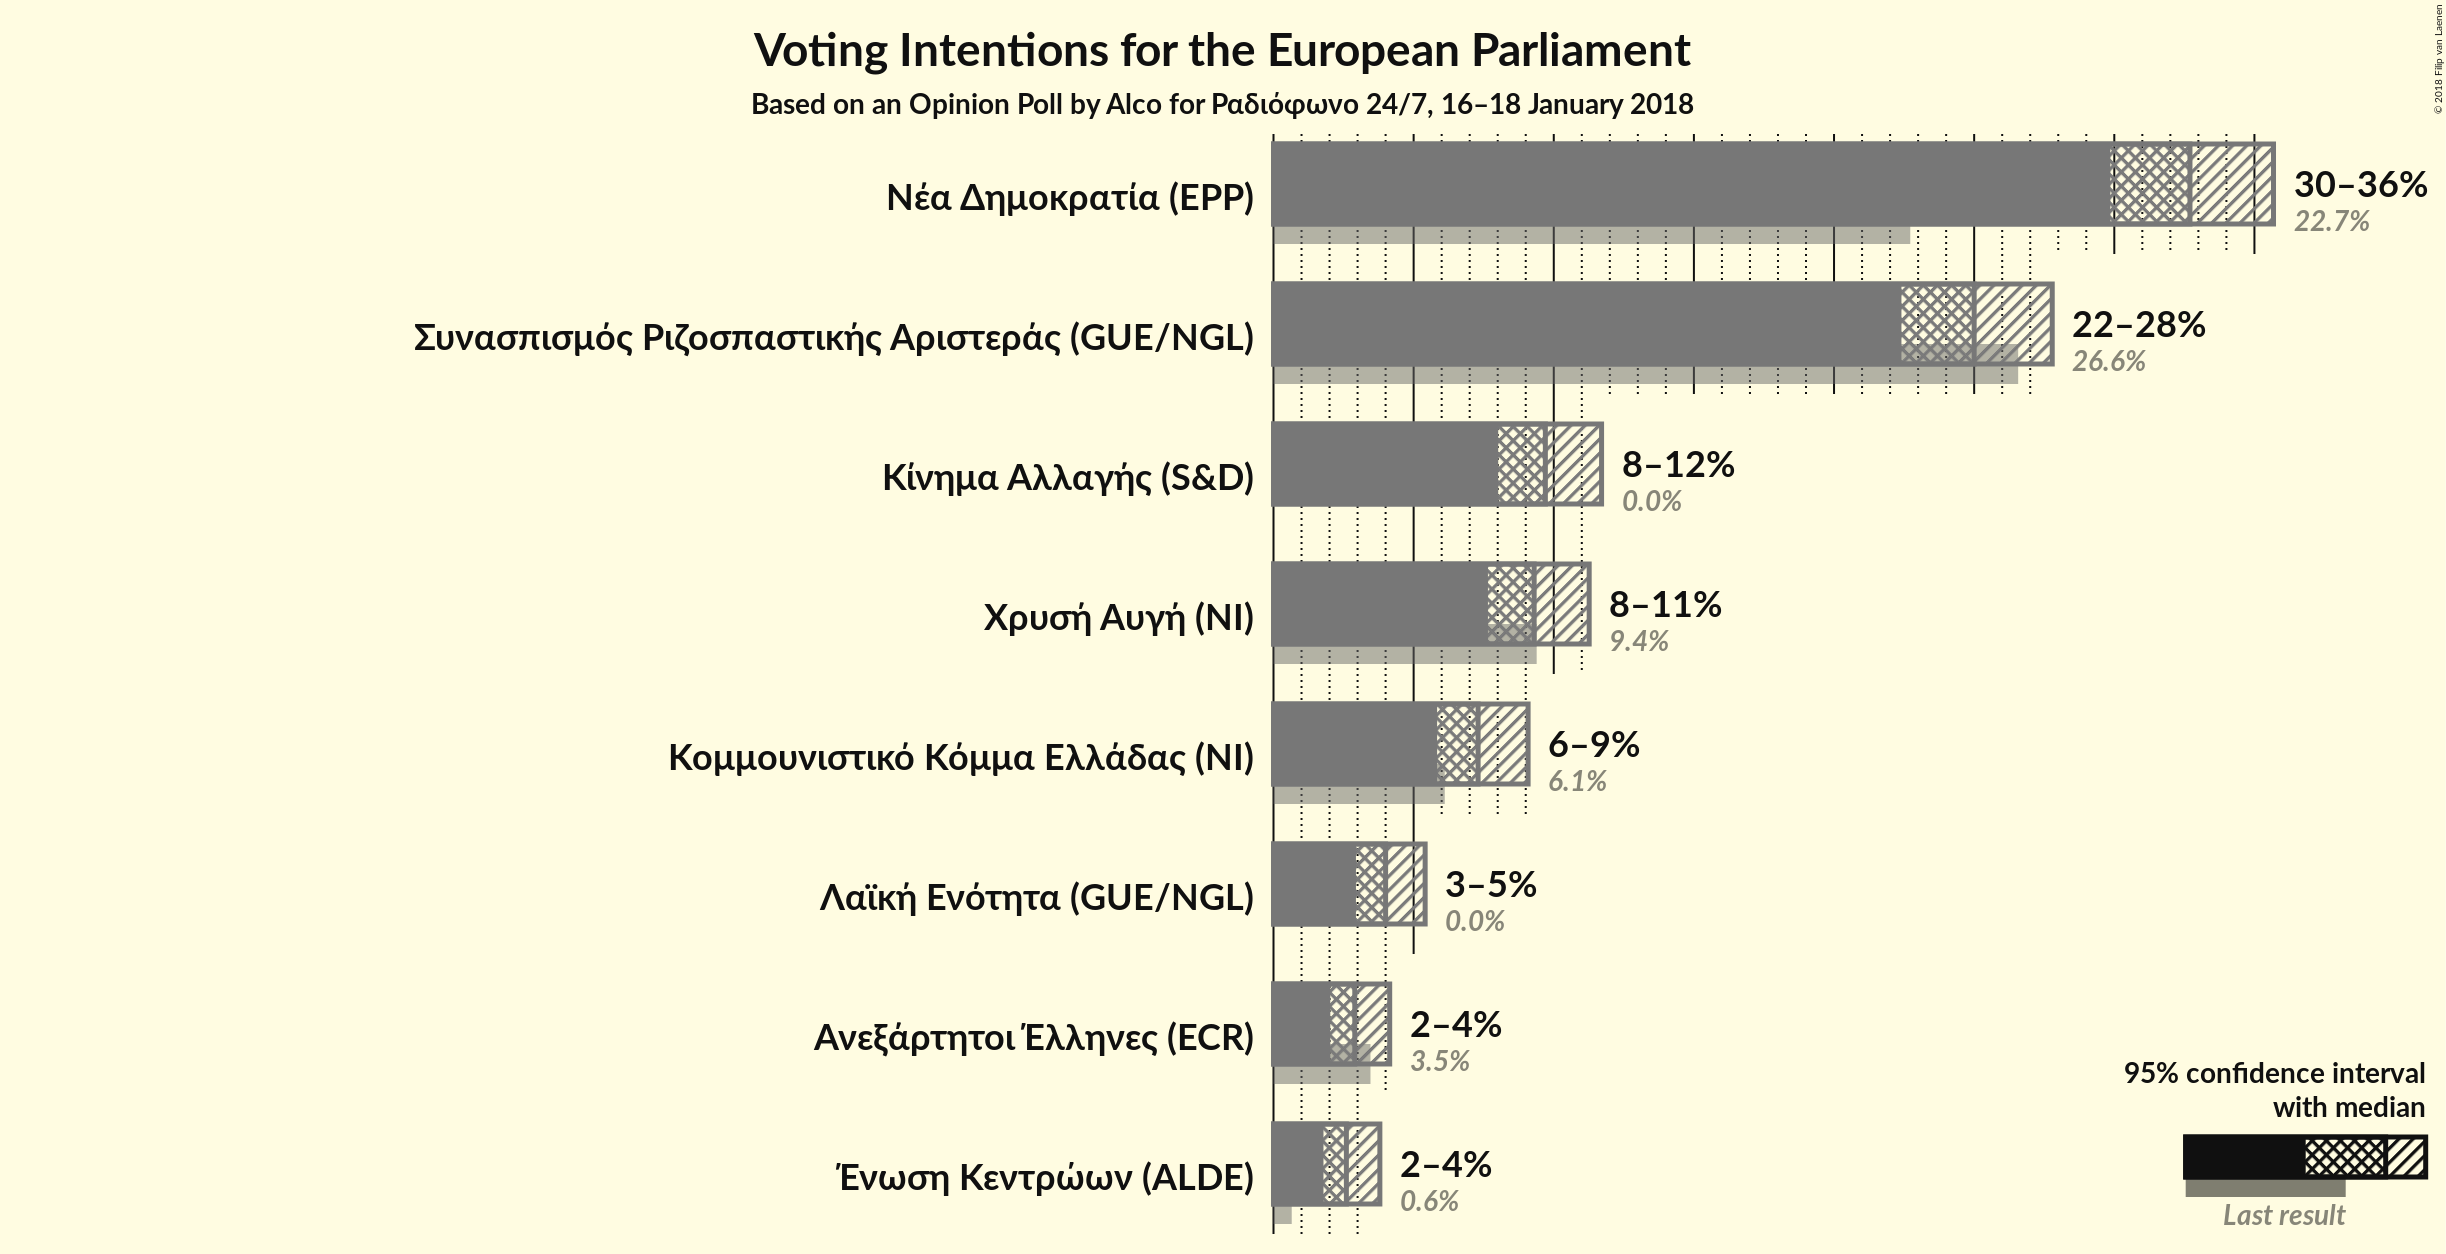 Voting Intentions for the European Parliament
Based on an Opinion Poll by Alco for Ραδιόφωνο 24/7, 16–18 January 2018
© 2018 Filip van Laenen
Νέα Δημοκρατία (EPP)
30–36%
22.7%
Συνασπισμός Ριζοσπαστικής Αριστεράς (GUE/NGL)
22–28%
26.6%
Κίνημα Αλλαγής (S&D)
8–12%
0.0%
Χρυσή Αυγή (NI)
8–11%
9.4%
Κομμουνιστικό Κόμμα Ελλάδας (NI)
6–9%
6.1%
Λαϊκή Ενότητα (GUE/NGL)
3–5%
0.0%
Ανεξάρτητοι Έλληνες (ECR)
2–4%
3.5%
Ένωση Κεντρώων (ALDE)
2–4%
0.6%
95% confidence interval
with median
Last result